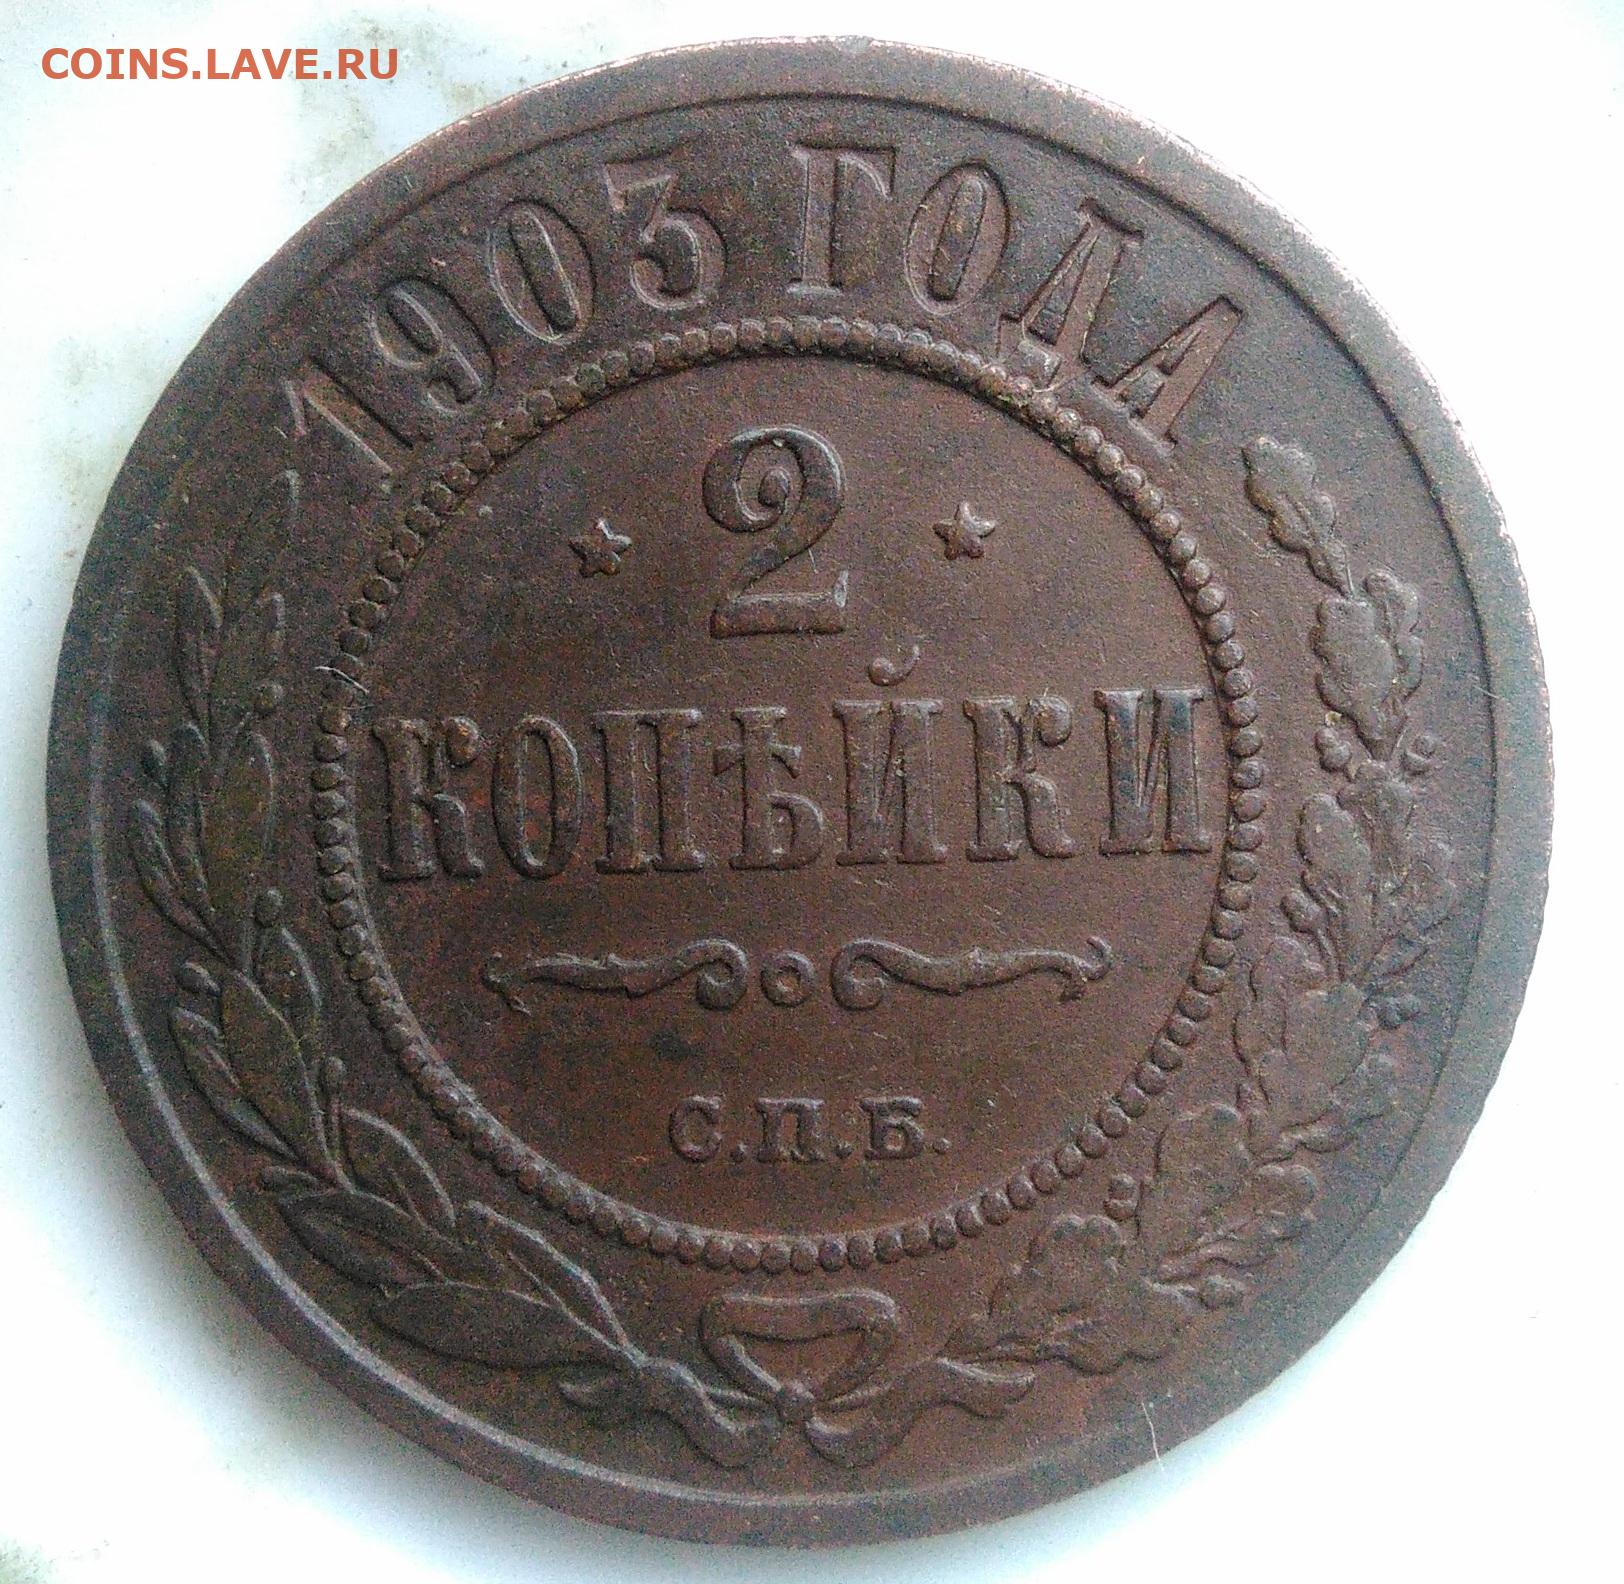 COINS.LAVE.RU
1903 ГОДА
2
КОПѢЙКИ
С.П.Б.